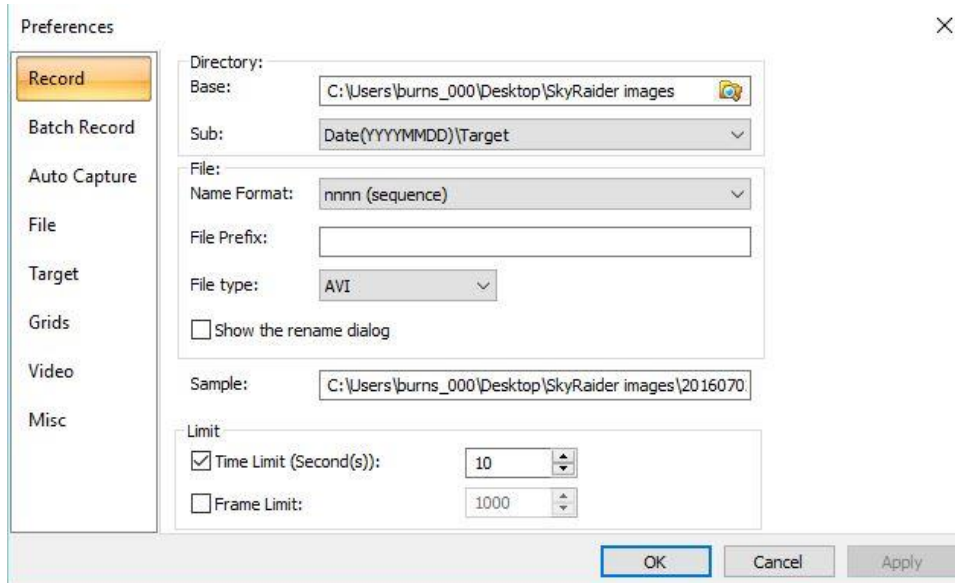 Preferences
Record
Batch Record
Auto Capture
File
Target
Grids
Video
Misc
Directory:
Base: C:\Users\burns_000\Desktop\SkyRaider images
Sub: Date(YYYYMMDD)\Target
File:
Name Format: nnnn (sequence)
File Prefix:
File type: AVI
Show the rename dialog
Sample: C:\Users\burns_000\Desktop\SkyRaider images\2016070
Limit
Time Limit (Second(s)): 10
Frame Limit: 1000
OK Cancel Apply